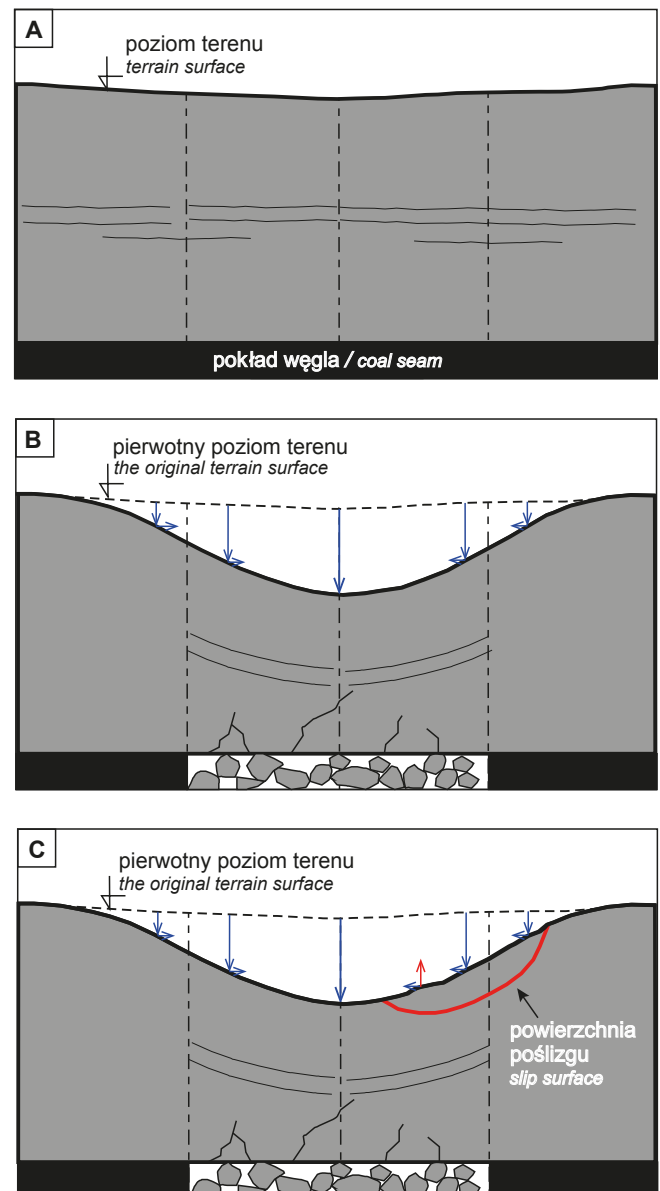 A
poziom terenu
terrain surface
pokład węgla / coal seam
B
pierwotny poziom terenu
the original terrain surface
C
pierwotny poziom terenu
the original terrain surface
powierzchnia
poślizgu
slip surface